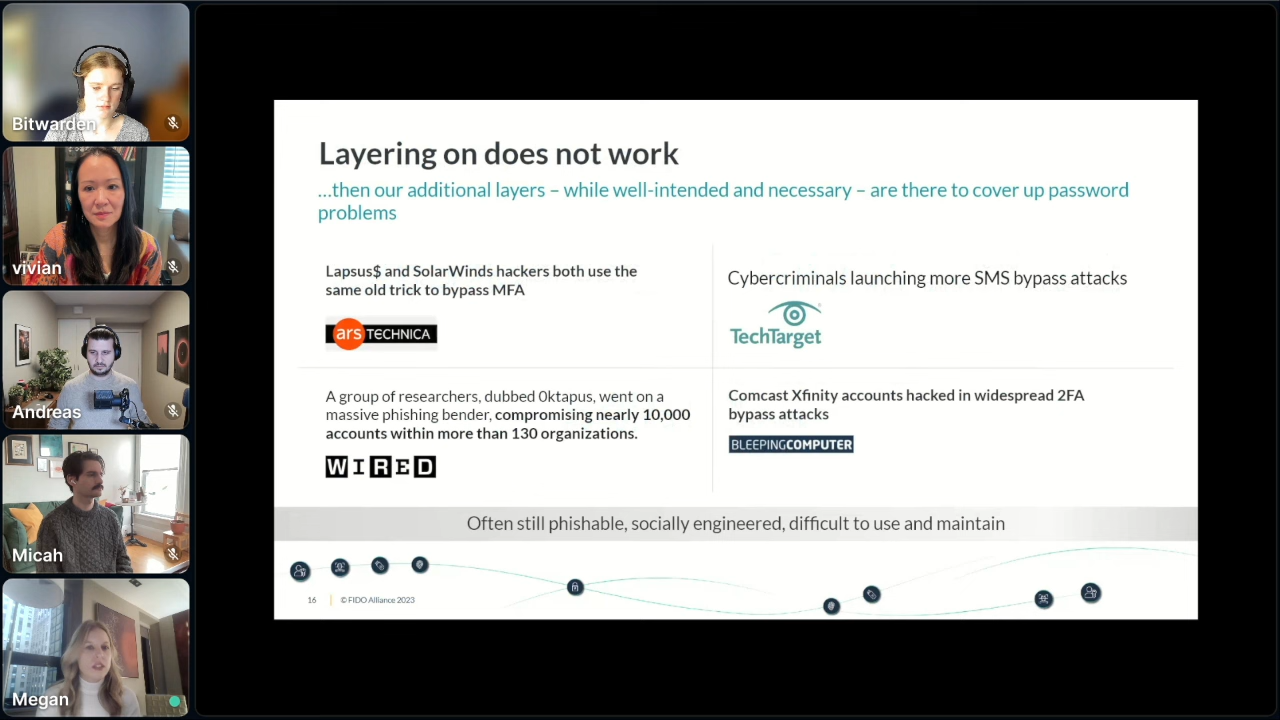 Bitwarden
vivian
Andreas
Micah
Megan
Layering on does not work
…then our additional layers – while well-intended and necessary – are there to cover up password
problems
Lapsus$ and SolarWinds hackers both use the
same old trick to bypass MFA
ars TECHNICA
Cybercriminals launching more SMS bypass attacks
TechTarget
A group of researchers, dubbed 0ktapus, went on a
massive phishing bender, compromising nearly 10,000
accounts within more than 130 organizations.
WIRED
Comcast Xfinity accounts hacked in widespread 2FA
bypass attacks
BLEEPINGCOMPUTER
Often still phishable, socially engineered, difficult to use and maintain
16 | © FIDO Alliance 2023